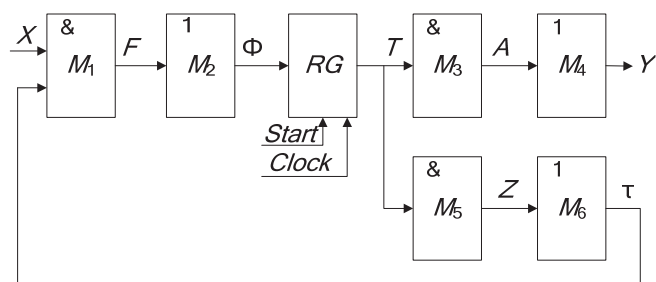 & 1 & 1
X F Φ T A Y
M1 M2 RG M3 M4
Start
Clock
& 1
Z τ
M5 M6